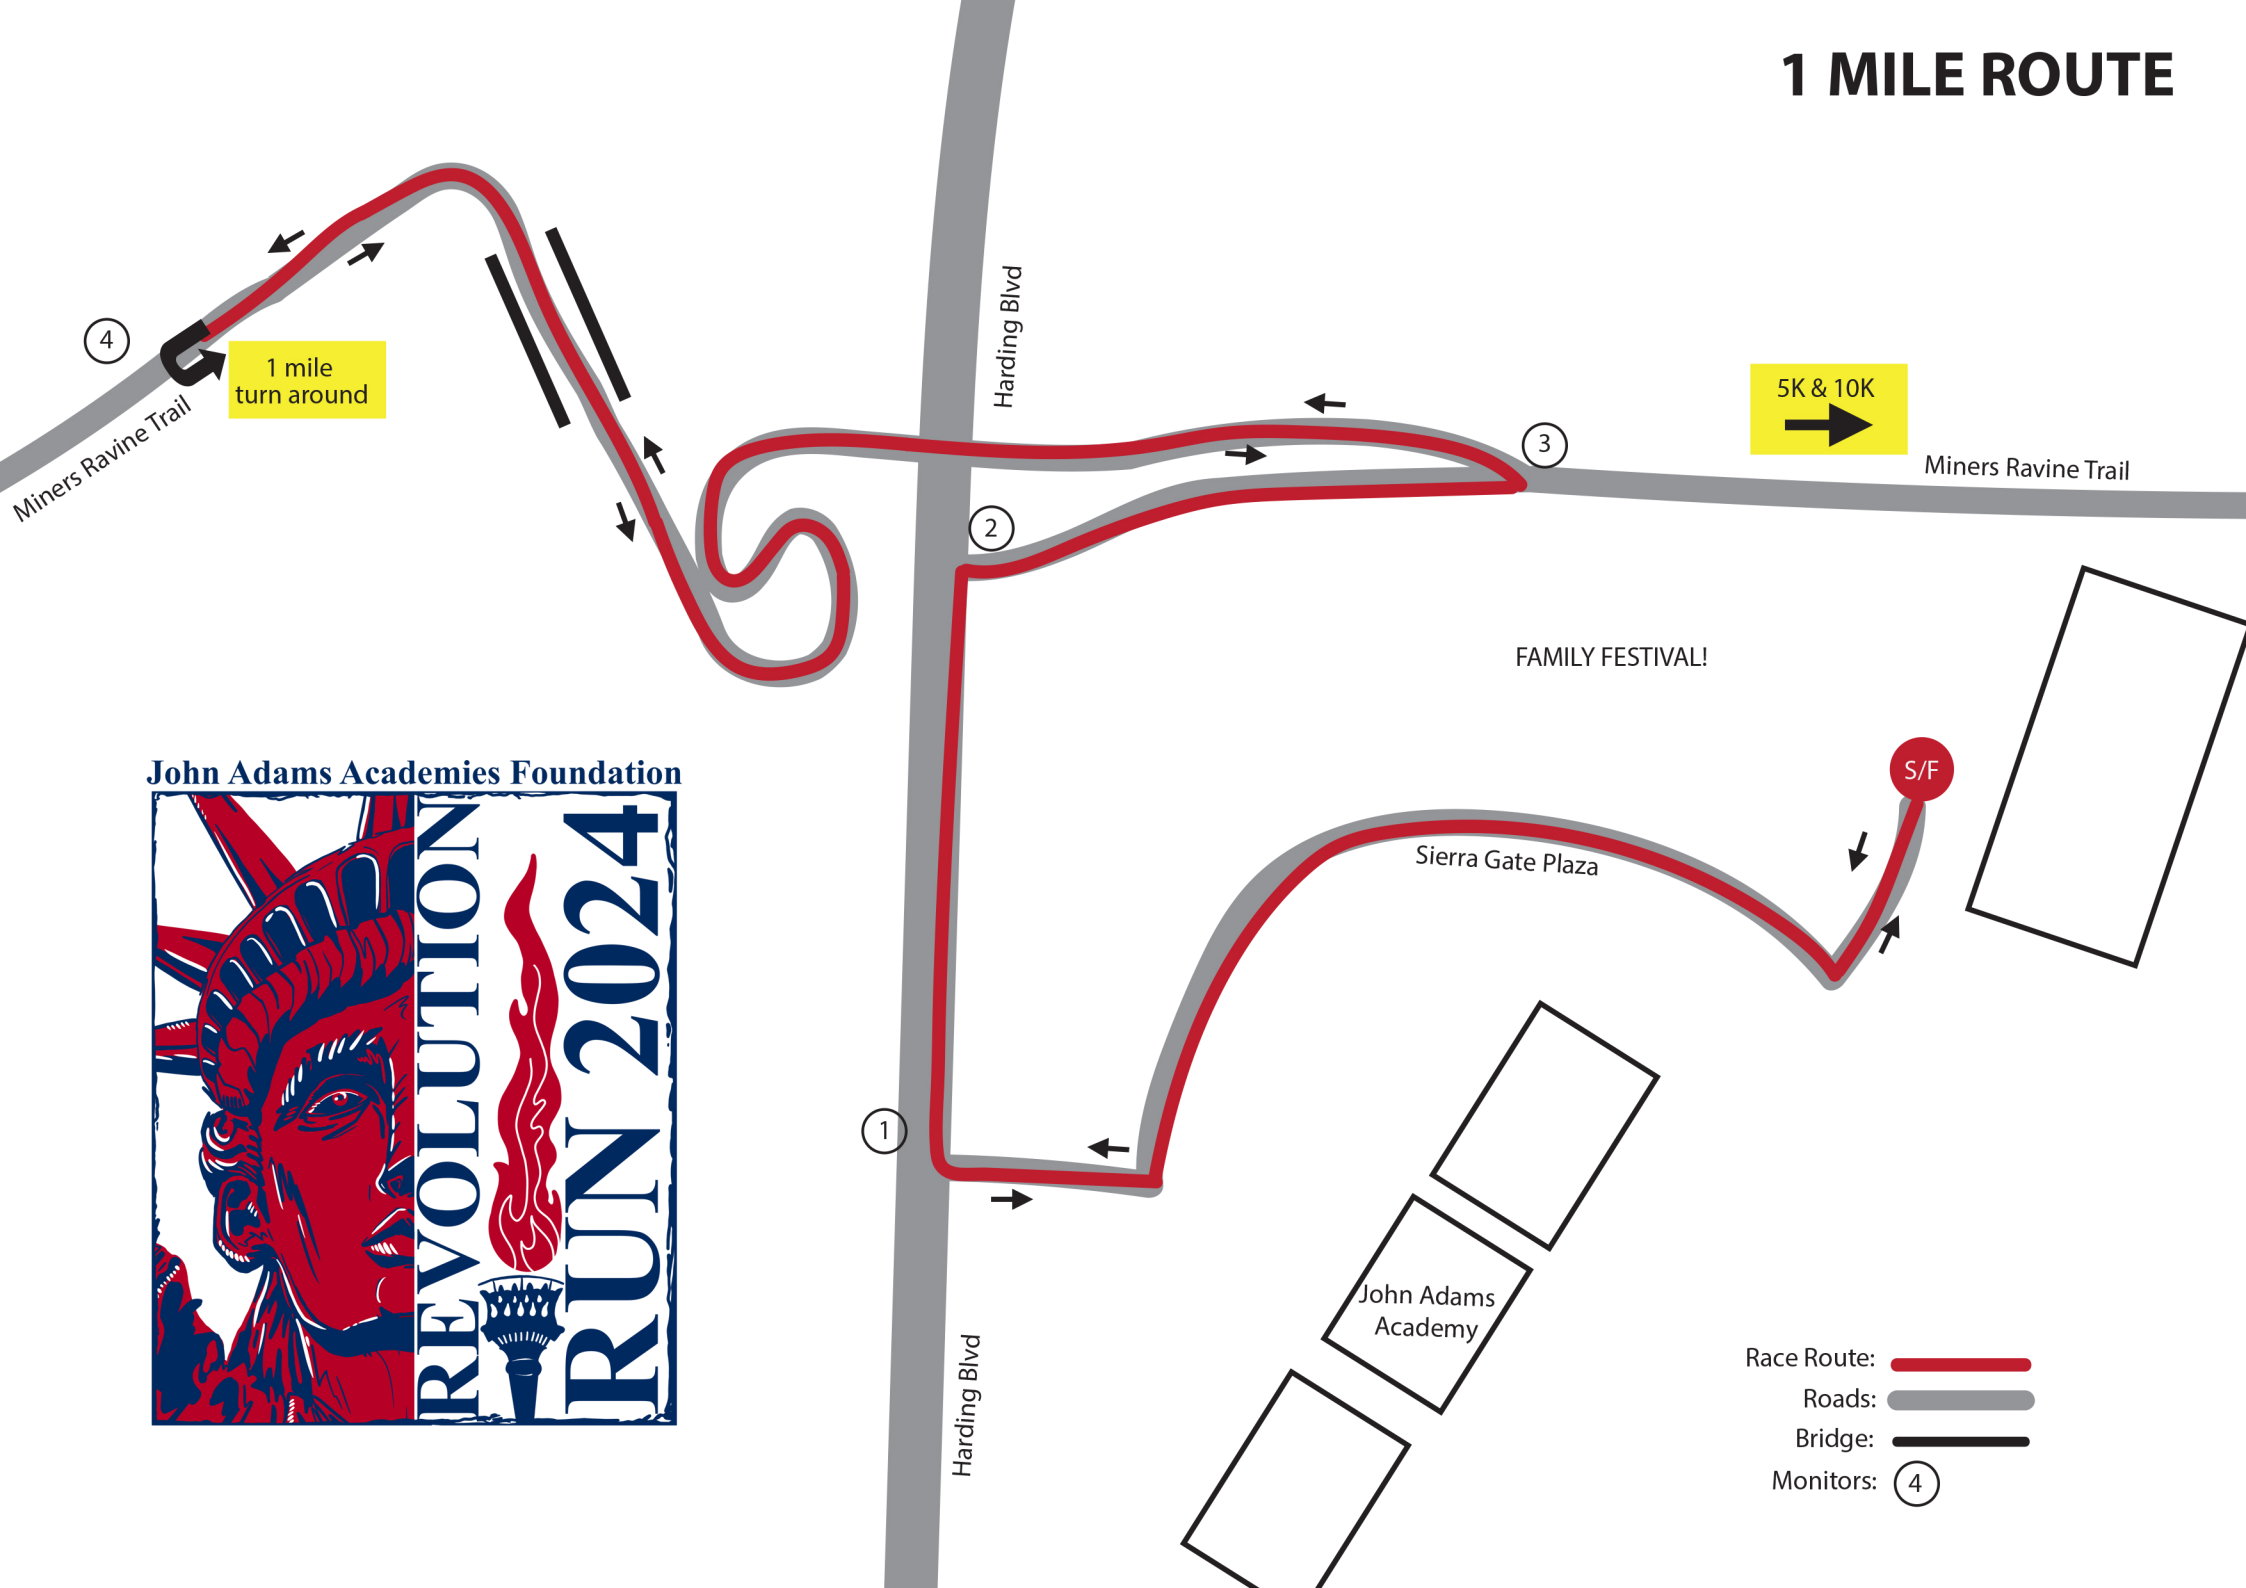 1 MILE ROUTE
Harding Blvd
4
1 mile
turn around
Miners Ravine Trail
5K & 10K
3
Miners Ravine Trail
2
FAMILY FESTIVAL!
S/F
John Adams Academies Foundation
REVOLUTION
RUN 2024
Sierra Gate Plaza
1
John Adams
Academy
Harding Blvd
Race Route:
Roads:
Bridge:
Monitors: 4